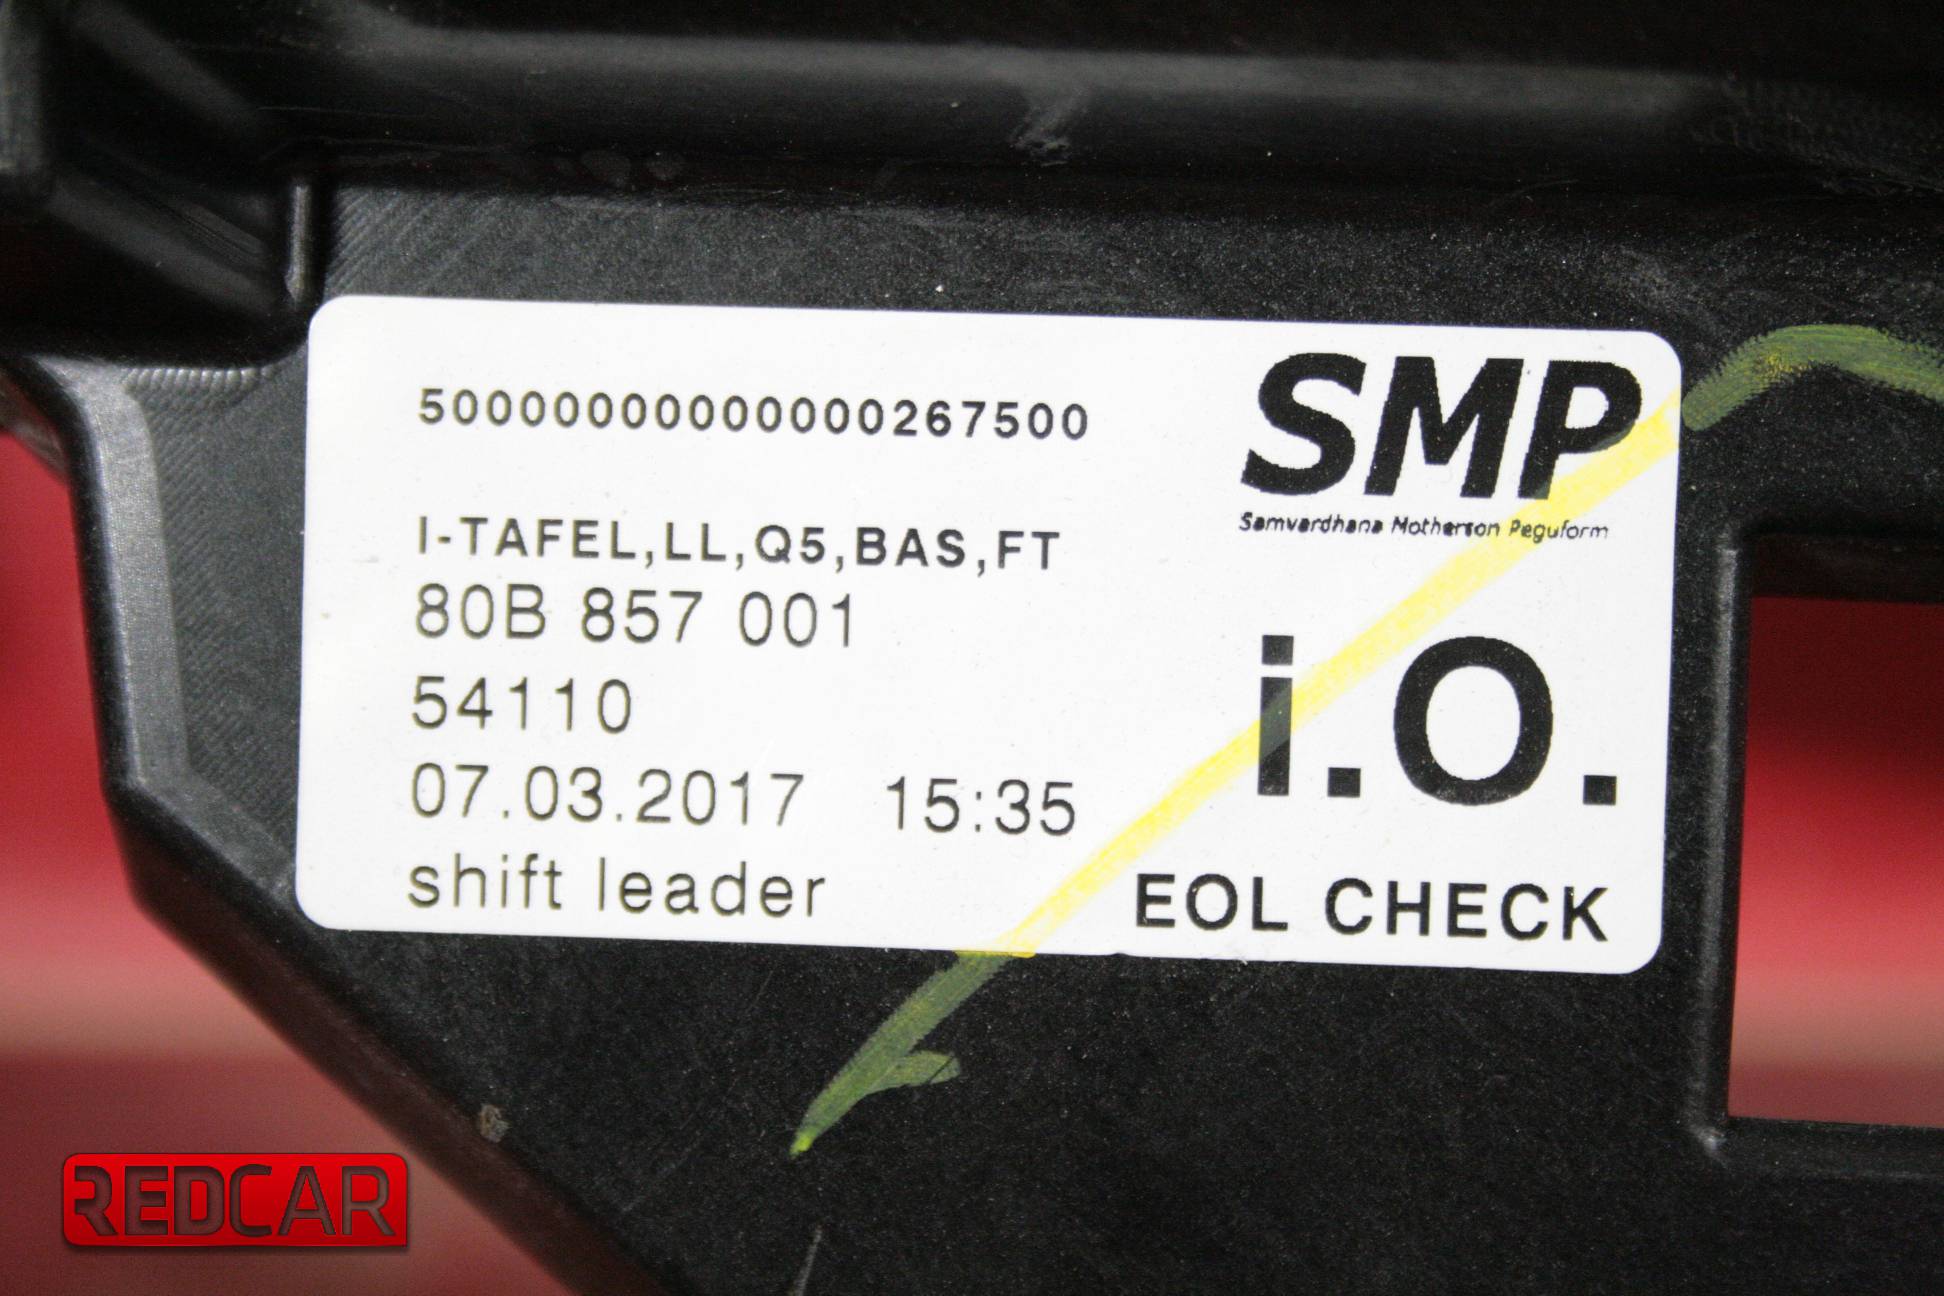 50000000000000267500
SMP
Samvardhana Motherson Peguform
I-TAFEL,LL,Q5,BAS,FT
80B 857 001
54110
07.03.2017 15:35
shift leader
i.O.
EOL CHECK
REDCAR